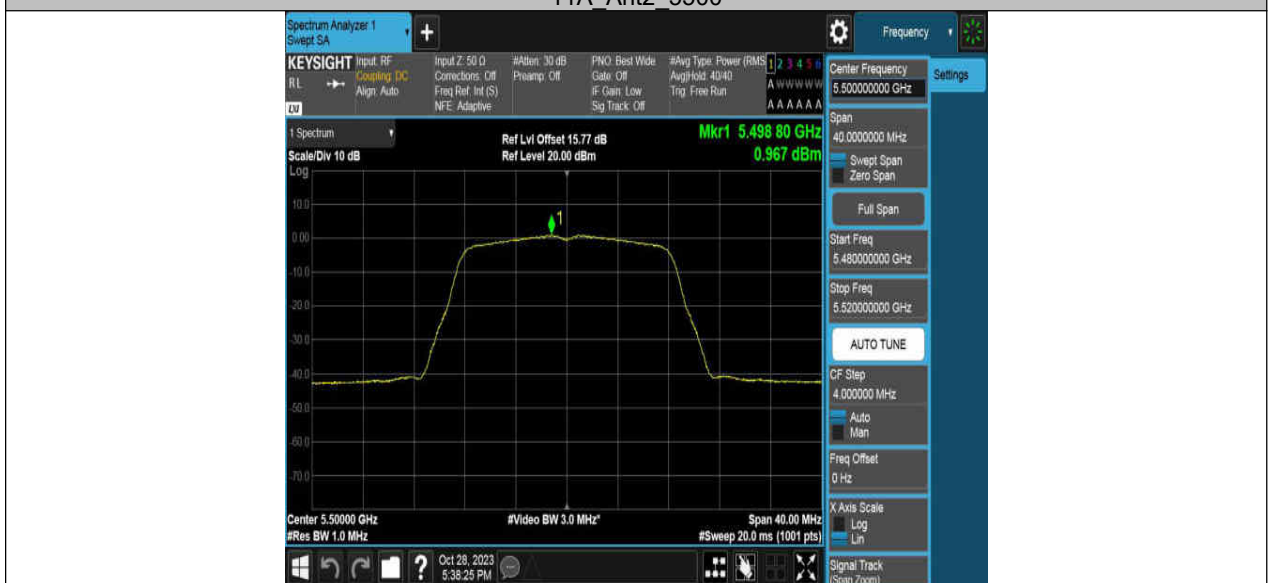 11A_Ant2_5500
Spectrum Analyzer 1
Swept SA
+
Frequency
KEYSIGHT
RL
LXI
Input: RF
Coupling: DC
Align: Auto
Input Z: 50 Ω
Corrections: Off
Freq Ref: Int (S)
NFE: Adaptive
#Atten: 30 dB
Preamp: Off
PNO: Best Wide
Gate: Off
IF Gain: Low
Sig Track: Off
#Avg Type: Power (RMS
Avg|Hold: 40/40
Trig: Free Run
1 2 3 4 5 6
A W W W W W
A A A A A A
Center Frequency
5.500000000 GHz
Settings
Span
40.0000000 MHz
Swept Span
Zero Span
Full Span
Start Freq
5.480000000 GHz
Stop Freq
5.520000000 GHz
AUTO TUNE
CF Step
4.000000 MHz
Auto
Man
Freq Offset
0 Hz
X Axis Scale
Log
Lin
Signal Track
(Span Zoom)
1 Spectrum
Scale/Div 10 dB
Log
Ref Lvl Offset 15.77 dB
Ref Level 20.00 dBm
Mkr1 5.498 80 GHz
0.967 dBm
1
10.0
0.00
-10.0
-20.0
-30.0
-40.0
-50.0
-60.0
-70.0
Center 5.50000 GHz
#Res BW 1.0 MHz
#Video BW 3.0 MHz*
Span 40.00 MHz
#Sweep 20.0 ms (1001 pts)
?
Oct 28, 2023
5:38:25 PM